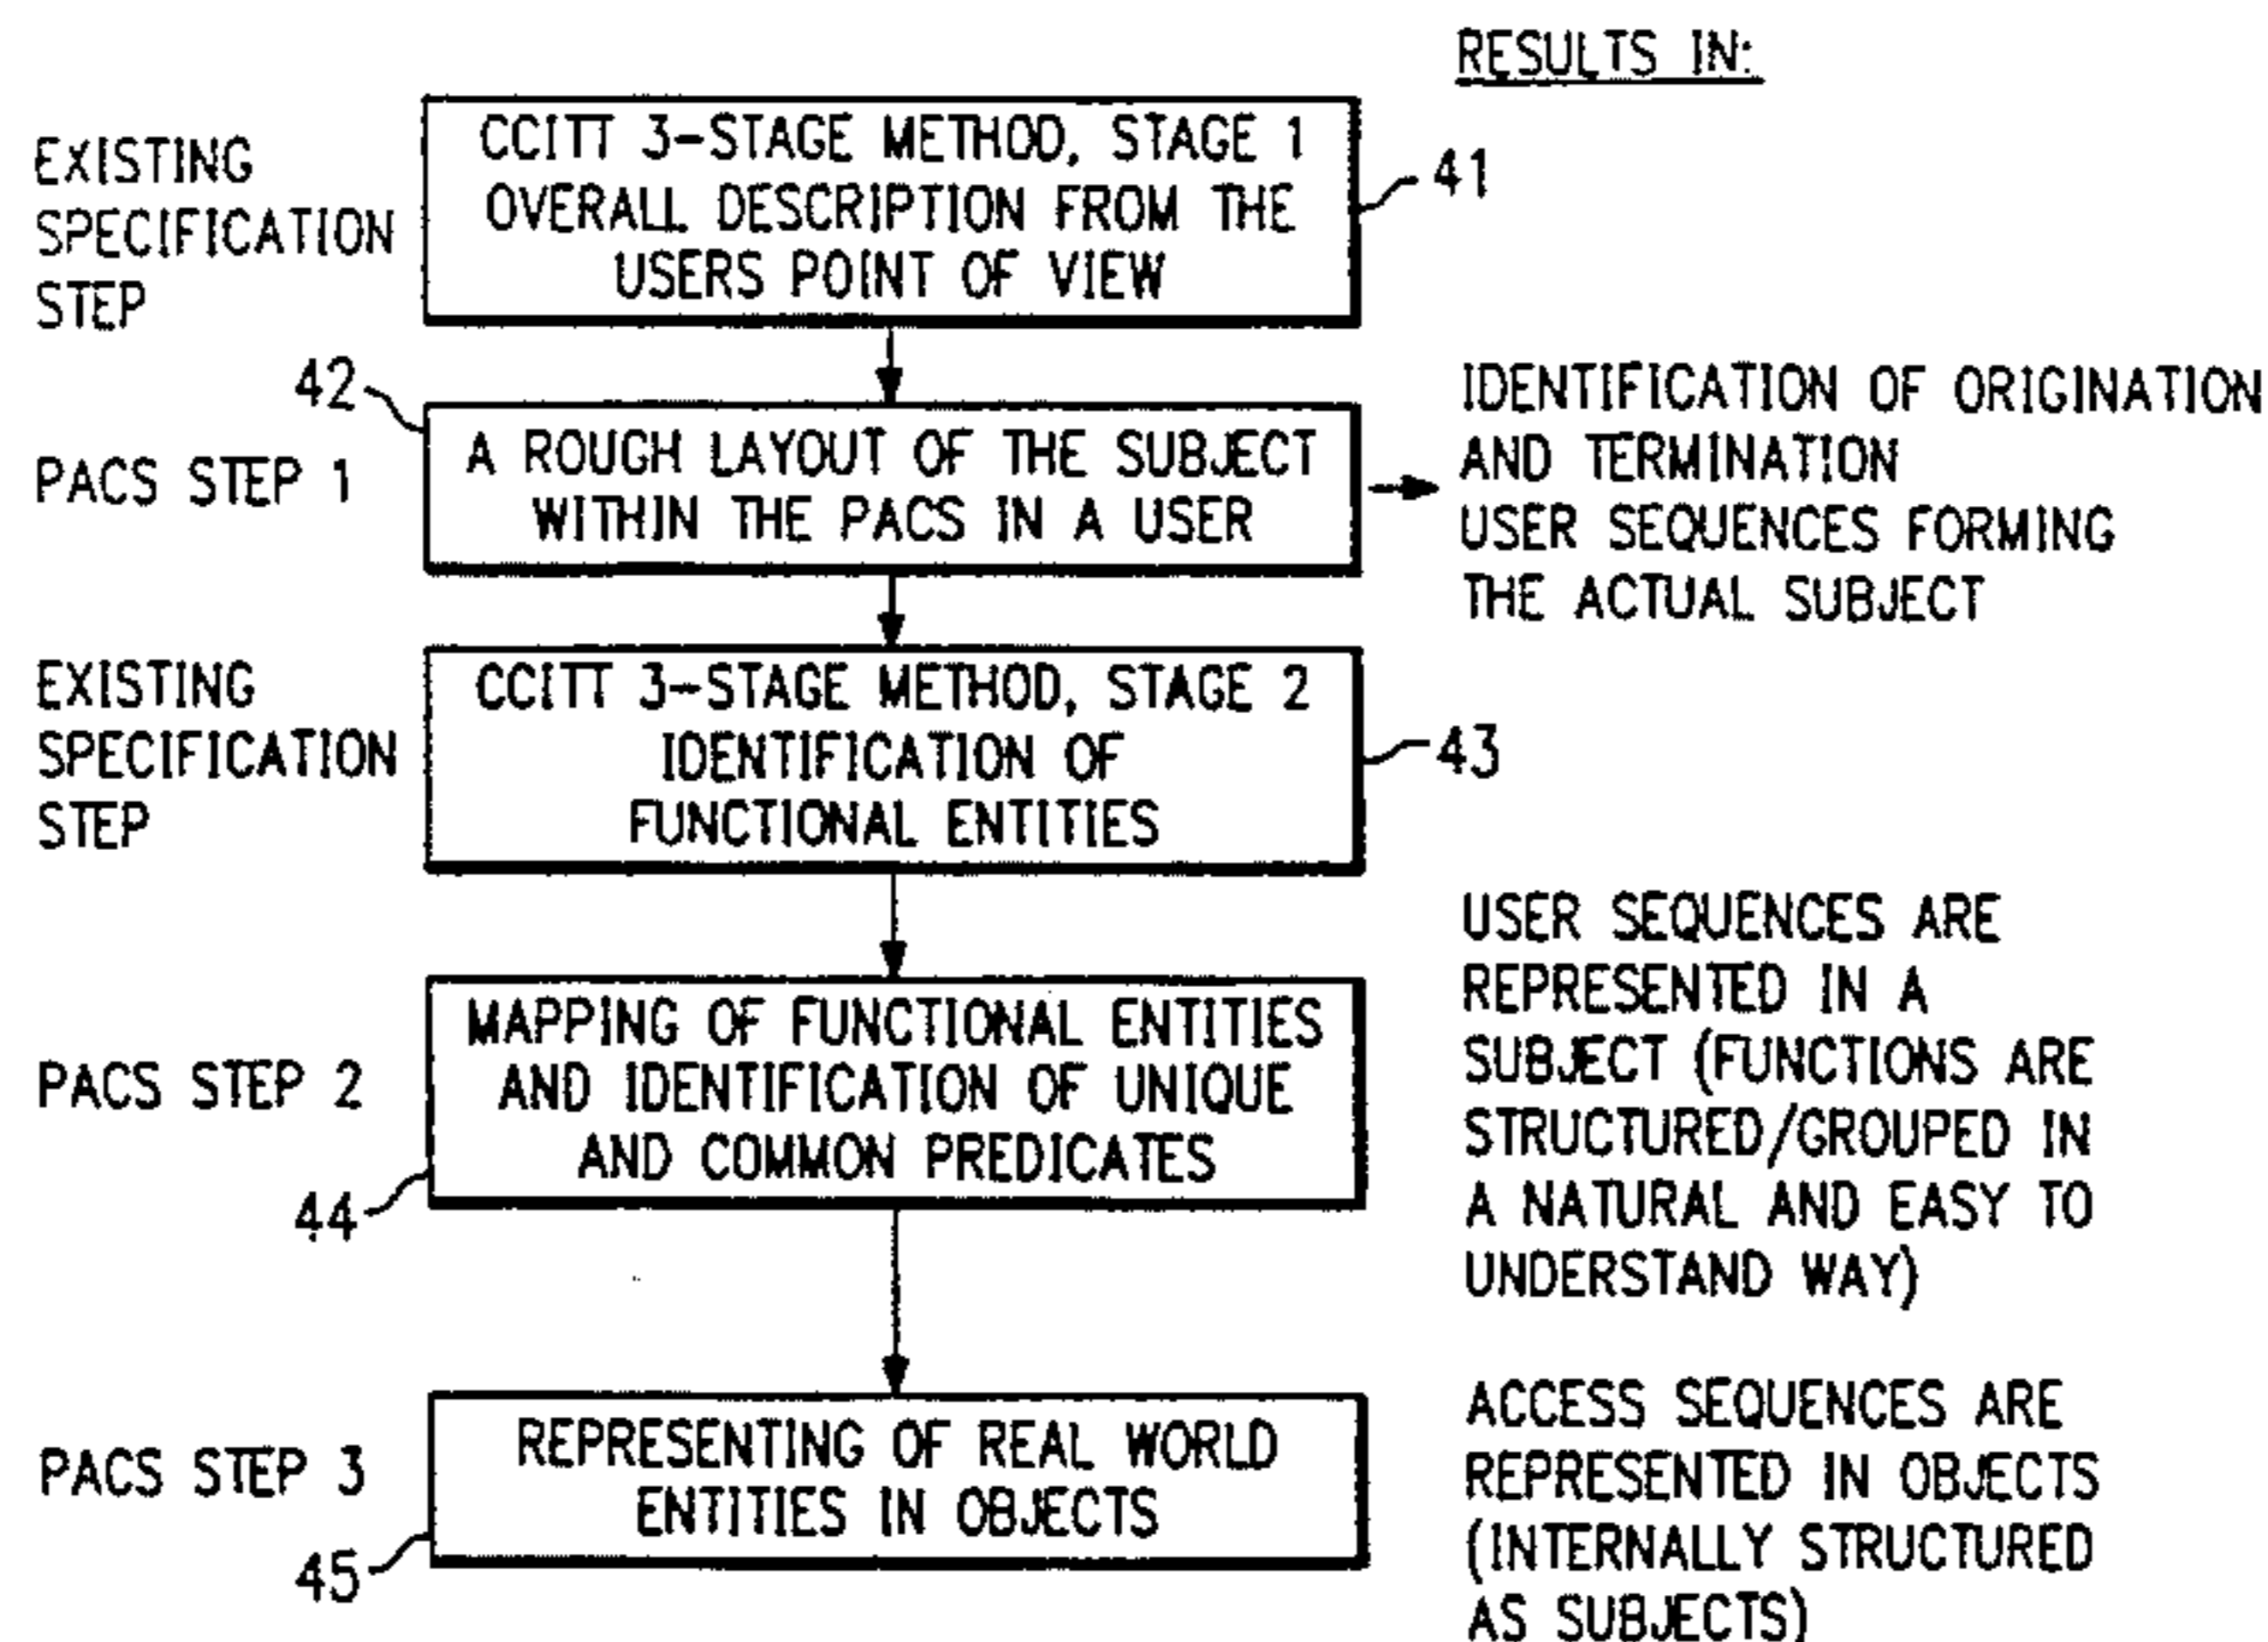 RESULTS IN:
EXISTING
SPECIFICATION
STEP
CCITT 3-STAGE METHOD, STAGE 1
OVERALL DESCRIPTION FROM THE
USERS POINT OF VIEW
41
42
PACS STEP 1
A ROUGH LAYOUT OF THE SUBJECT
WITHIN THE PACS IN A USER
IDENTIFICATION OF ORIGINATION
AND TERMINATION
USER SEQUENCES FORMING
THE ACTUAL SUBJECT
EXISTING
SPECIFICATION
STEP
CCITT 3-STAGE METHOD, STAGE 2
IDENTIFICATION OF
FUNCTIONAL ENTITIES
43
PACS STEP 2
MAPPING OF FUNCTIONAL ENTITIES
AND IDENTIFICATION OF UNIQUE
AND COMMON PREDICATES
44
USER SEQUENCES ARE
REPRESENTED IN A
SUBJECT (FUNCTIONS ARE
STRUCTURED/GROUPED IN
A NATURAL AND EASY TO
UNDERSTAND WAY)
PACS STEP 3
REPRESENTING OF REAL WORLD
ENTITIES IN OBJECTS
45
ACCESS SEQUENCES ARE
REPRESENTED IN OBJECTS
(INTERNALLY STRUCTURED
AS SUBJECTS)